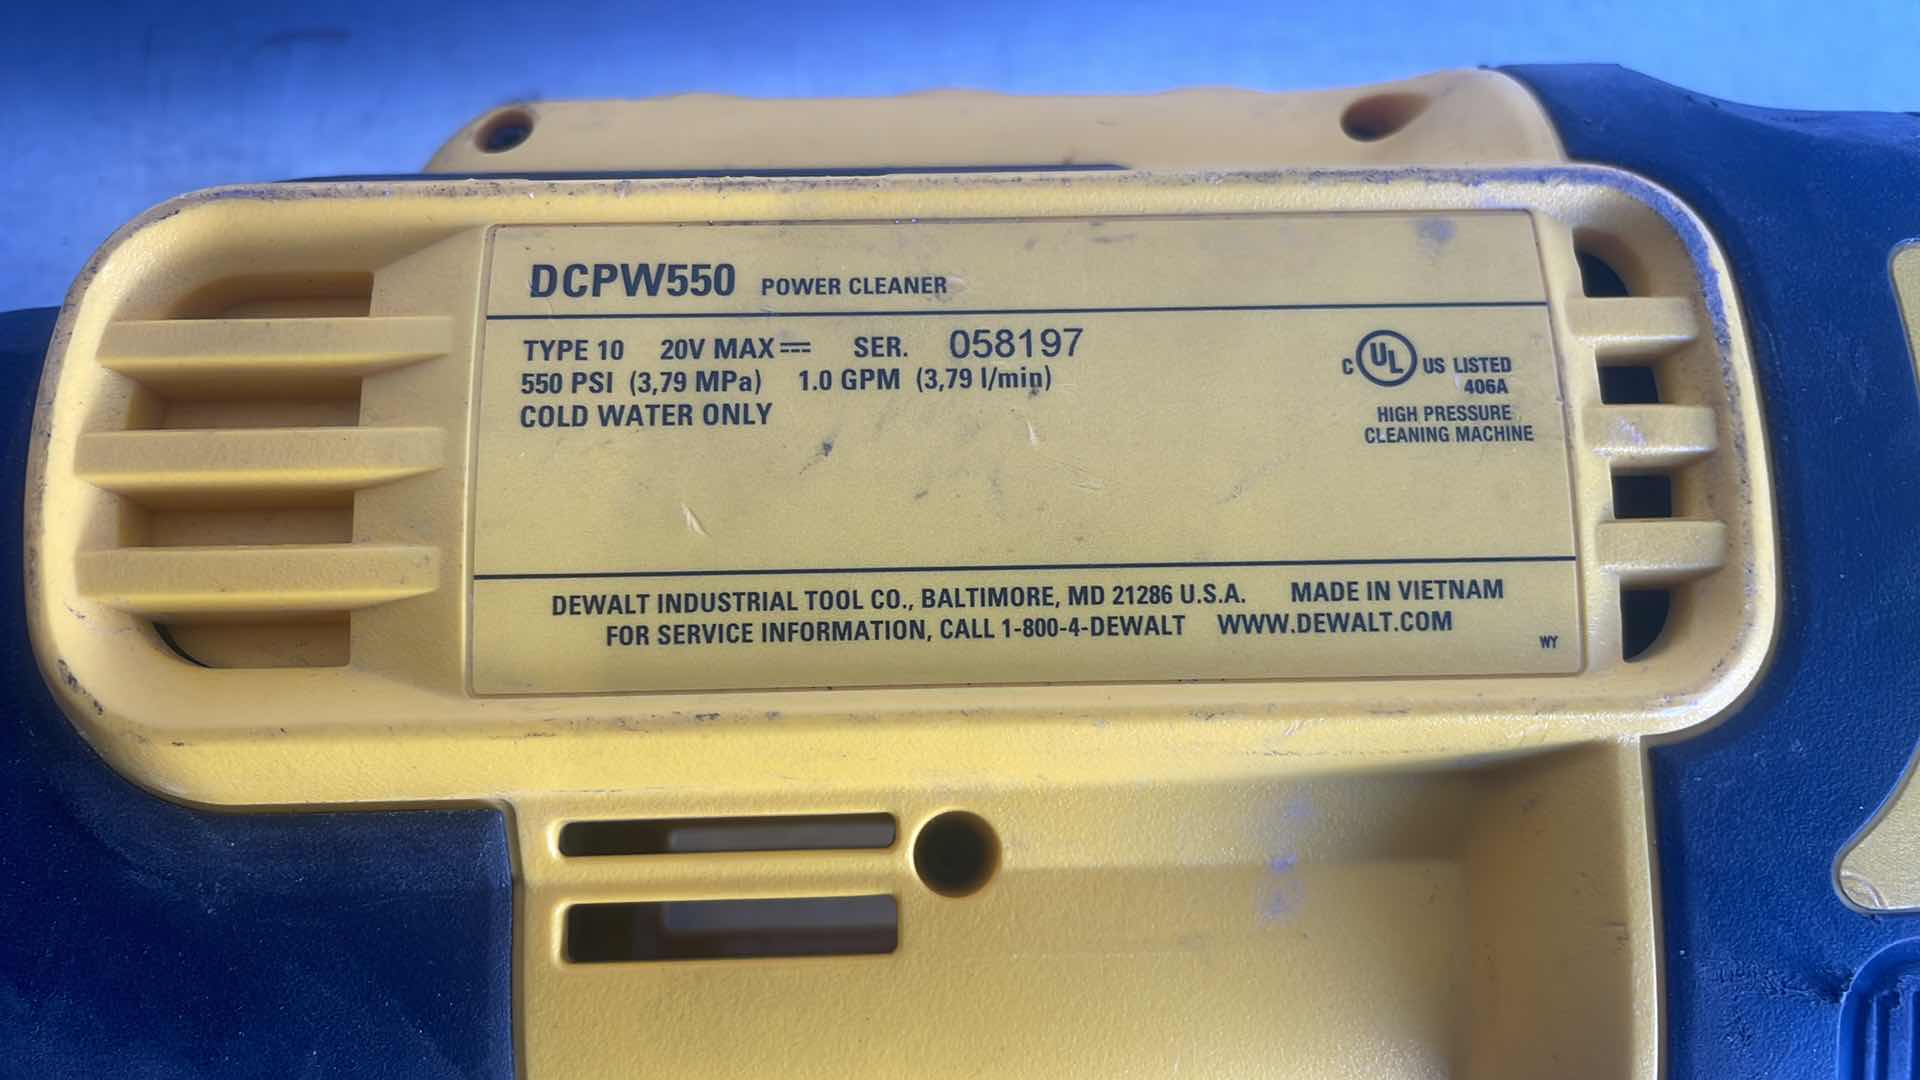 DCPW550 POWER CLEANER
TYPE 10 20V MAX⎓ SER. 058197
550 PSI (3,79 MPa) 1.0 GPM (3,79 l/min)
COLD WATER ONLY
C UL US LISTED
406A
HIGH PRESSURE
CLEANING MACHINE
DEWALT INDUSTRIAL TOOL CO., BALTIMORE, MD 21286 U.S.A. MADE IN VIETNAM
FOR SERVICE INFORMATION, CALL 1-800-4-DEWALT WWW.DEWALT.COM
WY